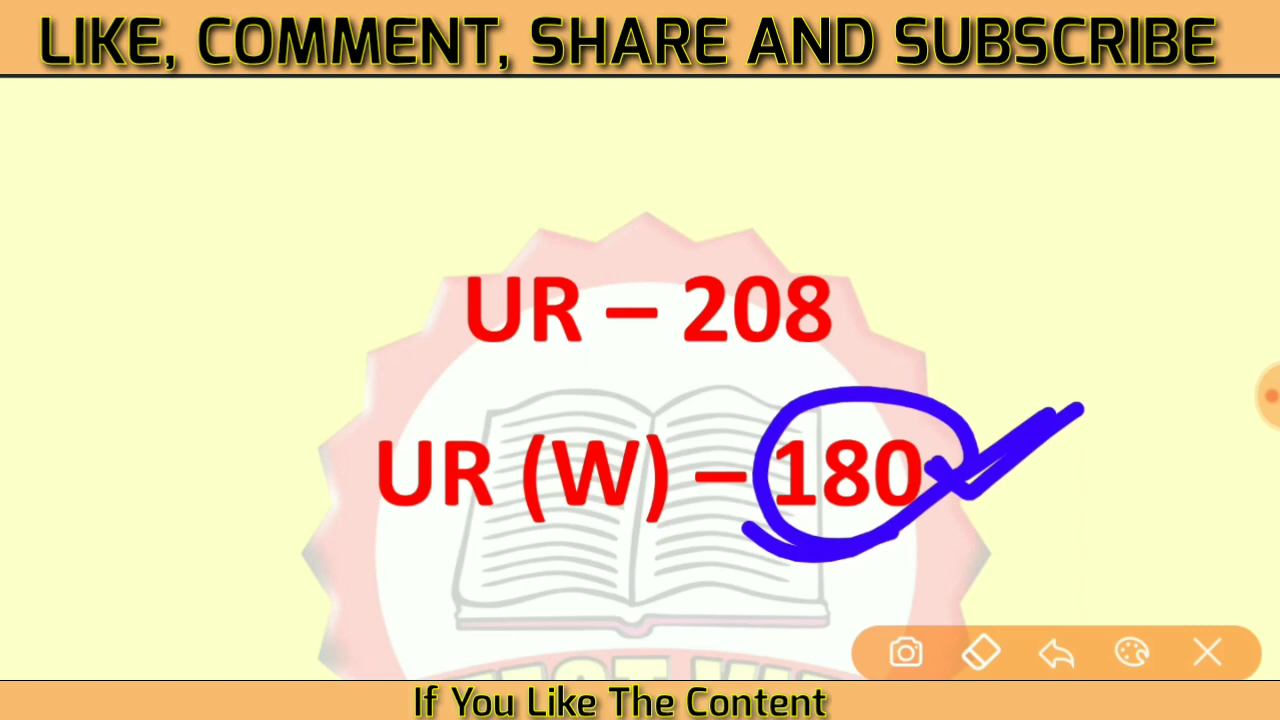 LIKE, COMMENT, SHARE AND SUBSCRIBE
UR – 208
UR (W) – 180
If You Like The Content